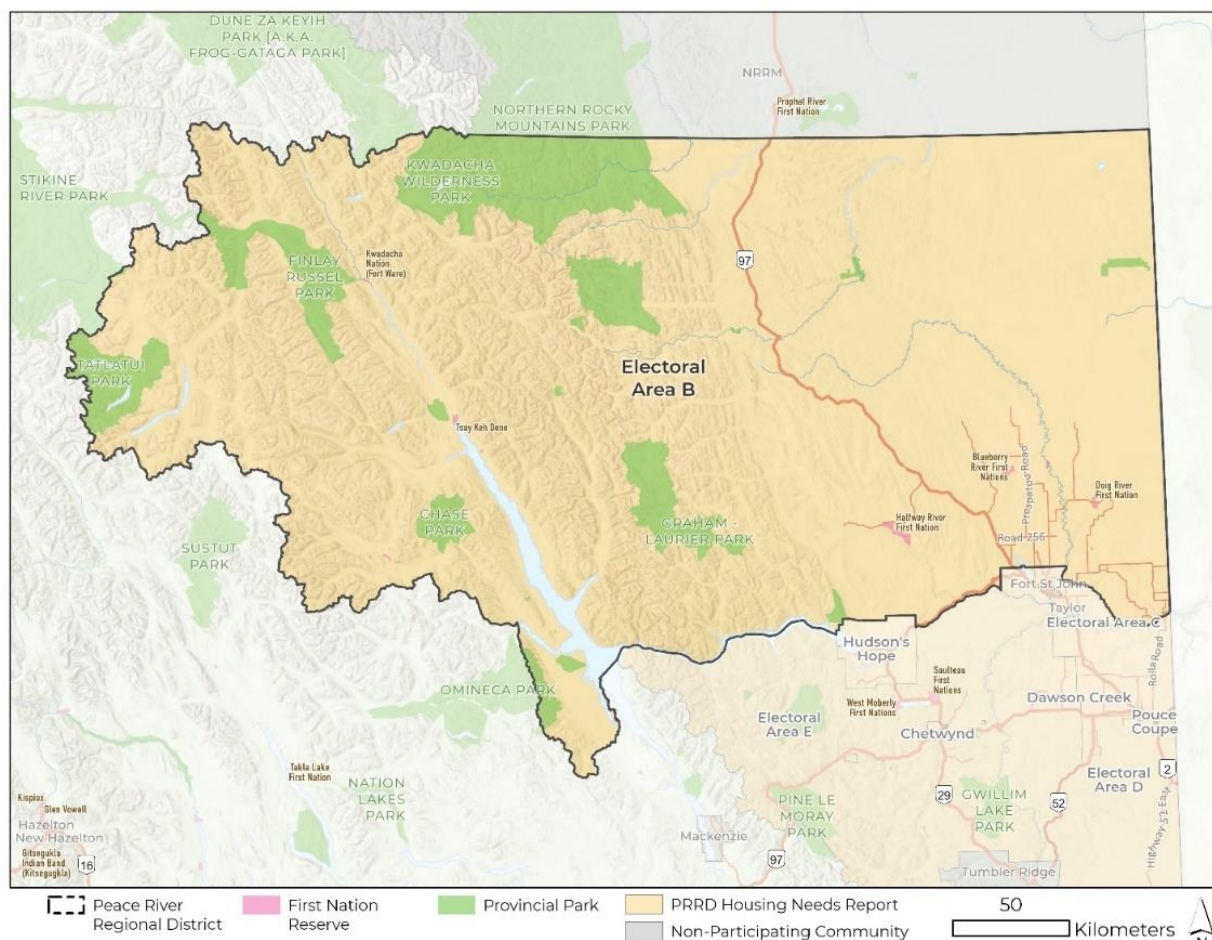 DUNE ZA KEYIH
PARK [A.K.A.
FROG-GATAGA PARK]
NRRM
Prophet River
First Nation
NORTHERN ROCKY
MOUNTAINS PARK
STIKINE
RIVER PARK
KWADACHA
WILDERNESS
PARK
Kwadacha
Nation
(Fort Ware)
FINLAY
RUSSEL
PARK
97
TATLATUI
PARK
Electoral
Area B
Tsay Keh Dene
Blueberry
River First
Nations
Prespatou Road
Doig River
First Nation
CHASE
PARK
GRAHAM -
LAURIER PARK
Halfway River
First Nation
Road 256
SUSTUT
PARK
Fort St John
Taylor
Electoral Area C
Hudson's
Hope
Saulteau
First
Nations
Rolla Road
OMINECA PARK
West Moberly
First Nations
Dawson Creek
Electoral
Area E
Chetwynd
Pouce
Coupe
Takla Lake
First Nation
NATION
LAKES
PARK
Electoral
Area D
2
Kispiox
Glen Vowell
Hazelton
New Hazelton
Gitsegukla
Indian Band
(Kitsegukla)
16
PINE LE
MORAY
PARK
29
GWILLIM
LAKE
PARK
52
Highway 52 East
Mackenzie
97
Tumbler Ridge
Peace River
Regional District
First Nation
Reserve
Provincial Park
PRRD Housing Needs Report
Non-Participating Community
50
Kilometers
N